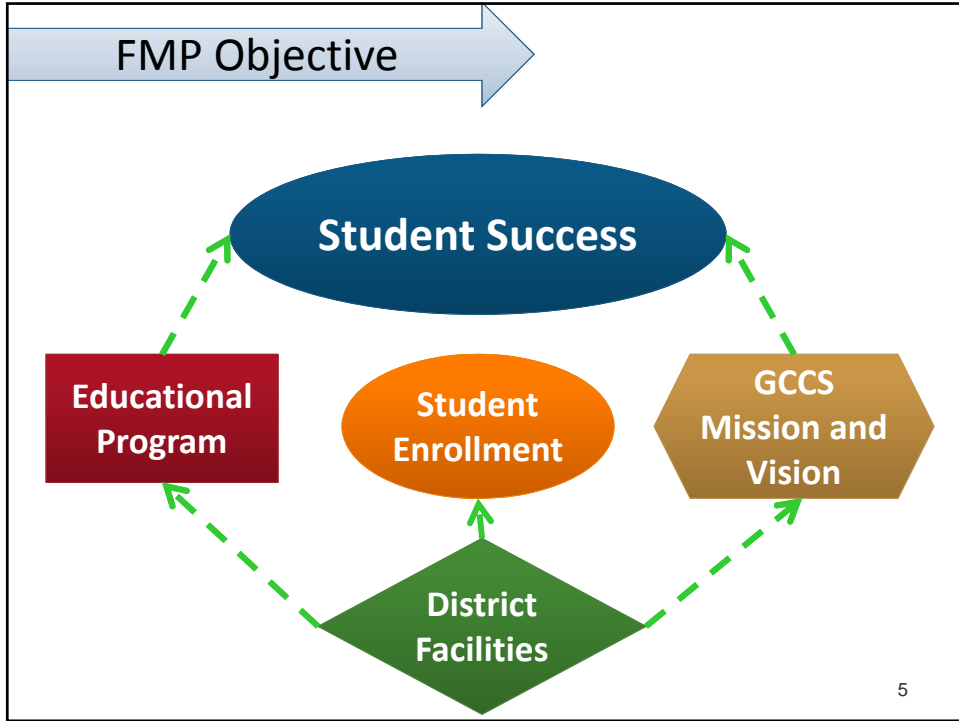 FMP Objective
Student Success
Educational
Program
Student
Enrollment
GCCS
Mission and
Vision
District
Facilities
5